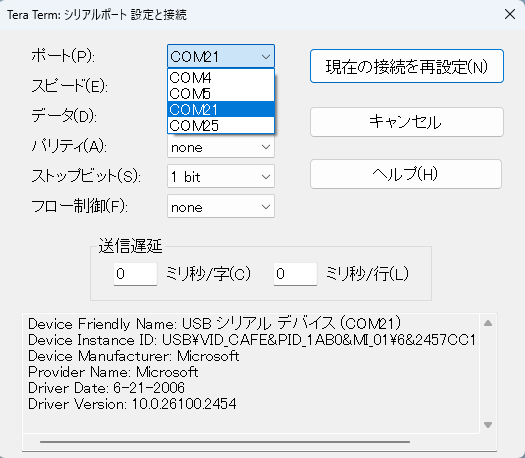 Tera Term: シリアルポート 設定と接続
ポート(P):
COM21
現在の接続を再設定(N)
COM4
COM5
COM21
COM25
スピード(E):
データ(D):
キャンセル
パリティ(A):
none
ストップビット(S):
1 bit
ヘルプ(H)
フロー制御(F):
none
送信遅延
0 ミリ秒/字(C)
0 ミリ秒/行(L)
Device Friendly Name: USB シリアル デバイス (COM21)
Device Instance ID: USB¥VID_CAFE&PID_1AB0&MI_01¥6&2457CC1
Device Manufacturer: Microsoft
Provider Name: Microsoft
Driver Date: 6-21-2006
Driver Version: 10.0.26100.2454